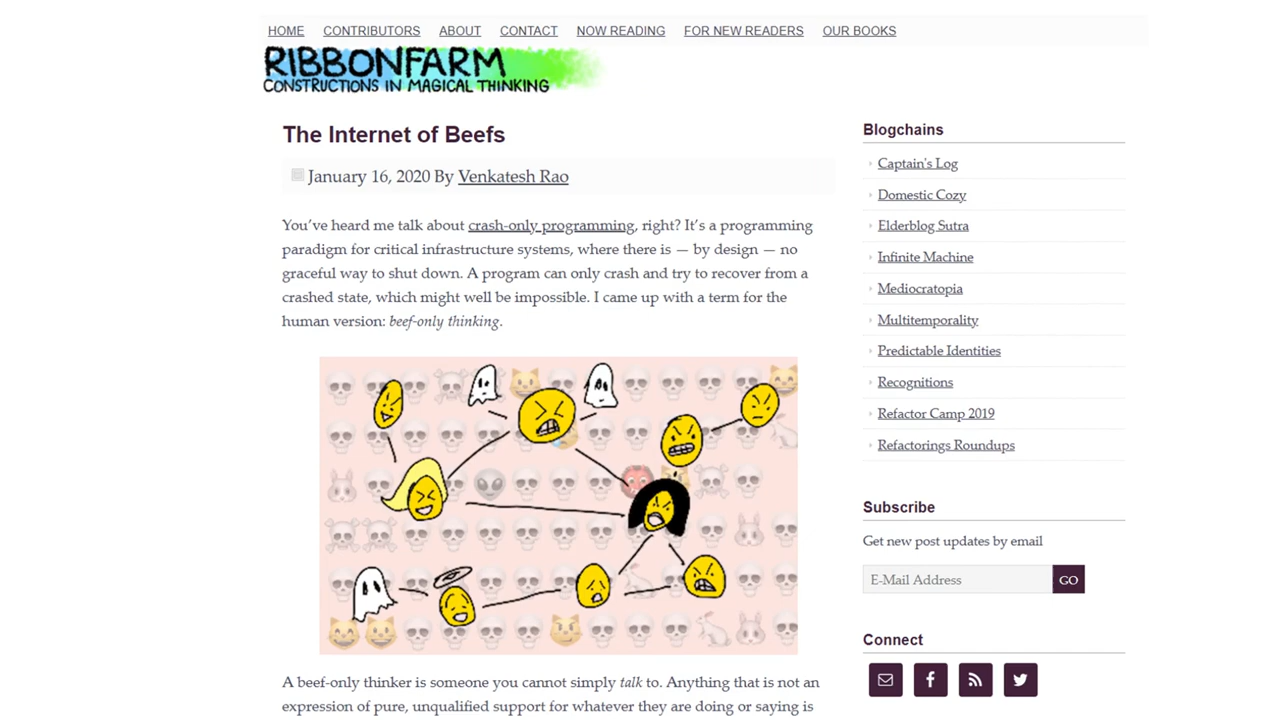 HOME CONTRIBUTORS ABOUT CONTACT NOW READING FOR NEW READERS OUR BOOKS
RIBBONFARM
CONSTRUCTIONS IN MAGICAL THINKING
The Internet of Beefs
January 16, 2020 By Venkatesh Rao
You’ve heard me talk about crash-only programming, right? It’s a programming
paradigm for critical infrastructure systems, where there is — by design — no
graceful way to shut down. A program can only crash and try to recover from a
crashed state, which might well be impossible. I came up with a term for the
human version: beef-only thinking.
A beef-only thinker is someone you cannot simply talk to. Anything that is not an
expression of pure, unqualified support for whatever they are doing or saying is
Blogchains
Captain's Log
Domestic Cozy
Elderblog Sutra
Infinite Machine
Mediocratopia
Multitemporality
Predictable Identities
Recognitions
Refactor Camp 2019
Refactorings Roundups
Subscribe
Get new post updates by email
E-Mail Address GO
Connect